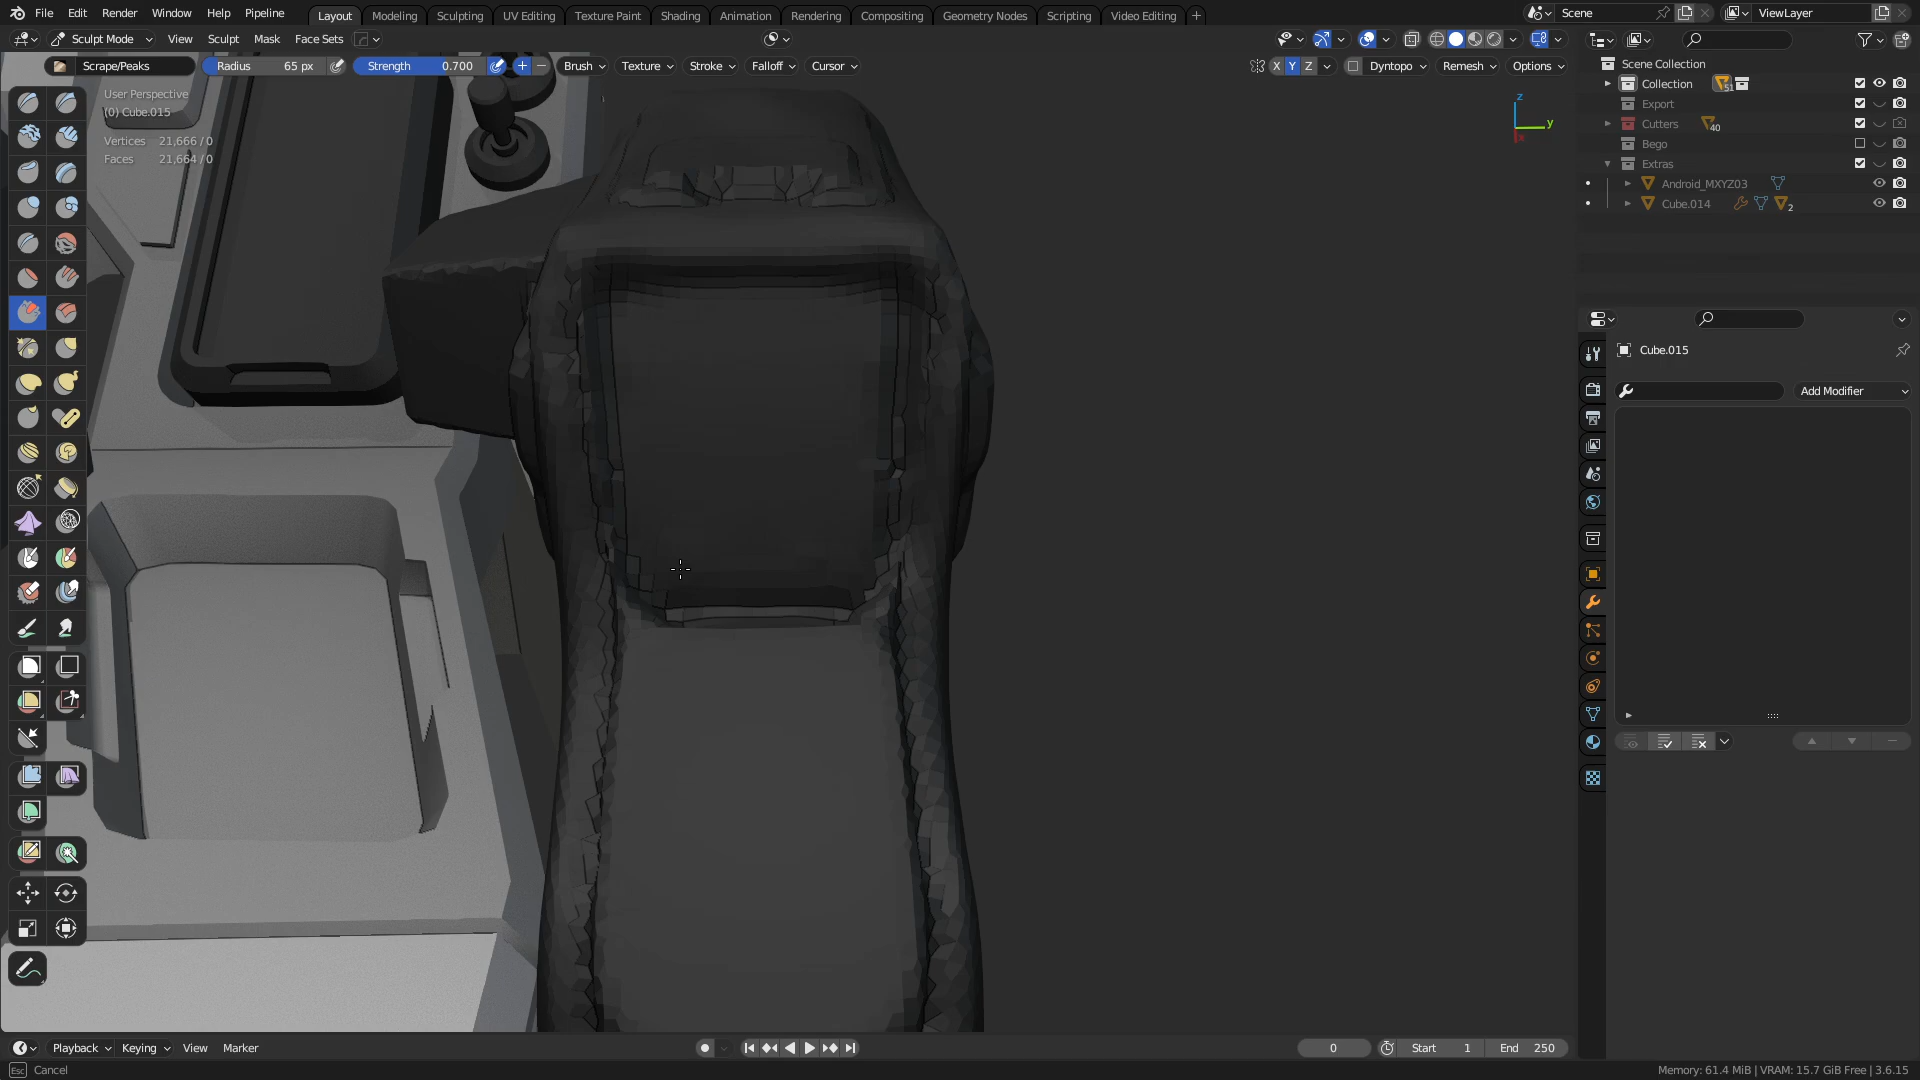 File Edit Render Window Help Pipeline Layout Modeling Sculpting UV Editing Texture Paint Shading Animation Rendering Compositing Geometry Nodes Scripting Video Editing + Scene ViewLayer
Sculpt Mode View Sculpt Mask Face Sets
Scrape/Peaks Radius 65 px Strength 0.700 Brush Texture Stroke Falloff Cursor X Y Z Dyntopo Remesh Options
User Perspective
(0) Cube.015
Vertices 21,666 / 0
Faces 21,664 / 0
z
y
x
Scene Collection
Collection 51
Export
Cutters 40
Bego
Extras
Android_MXYZ03
Cube.014 2
Cube.015
Add Modifier
Playback Keying View Marker 0 Start 1 End 250
Esc Cancel Memory: 61.4 MiB | VRAM: 15.7 GiB Free | 3.6.15